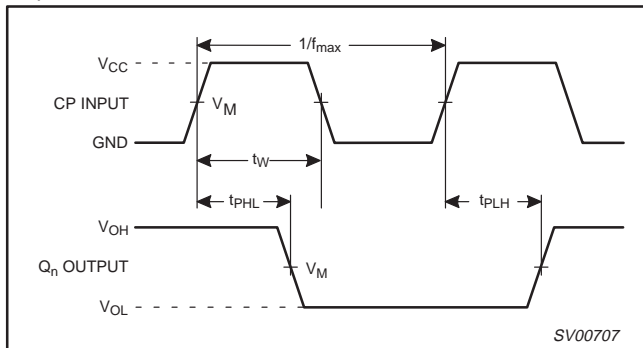 1/fmax
VCC
CP INPUT
VM
GND
tW
tPHL
tPLH
VOH
Qn OUTPUT
VM
VOL
SV00707